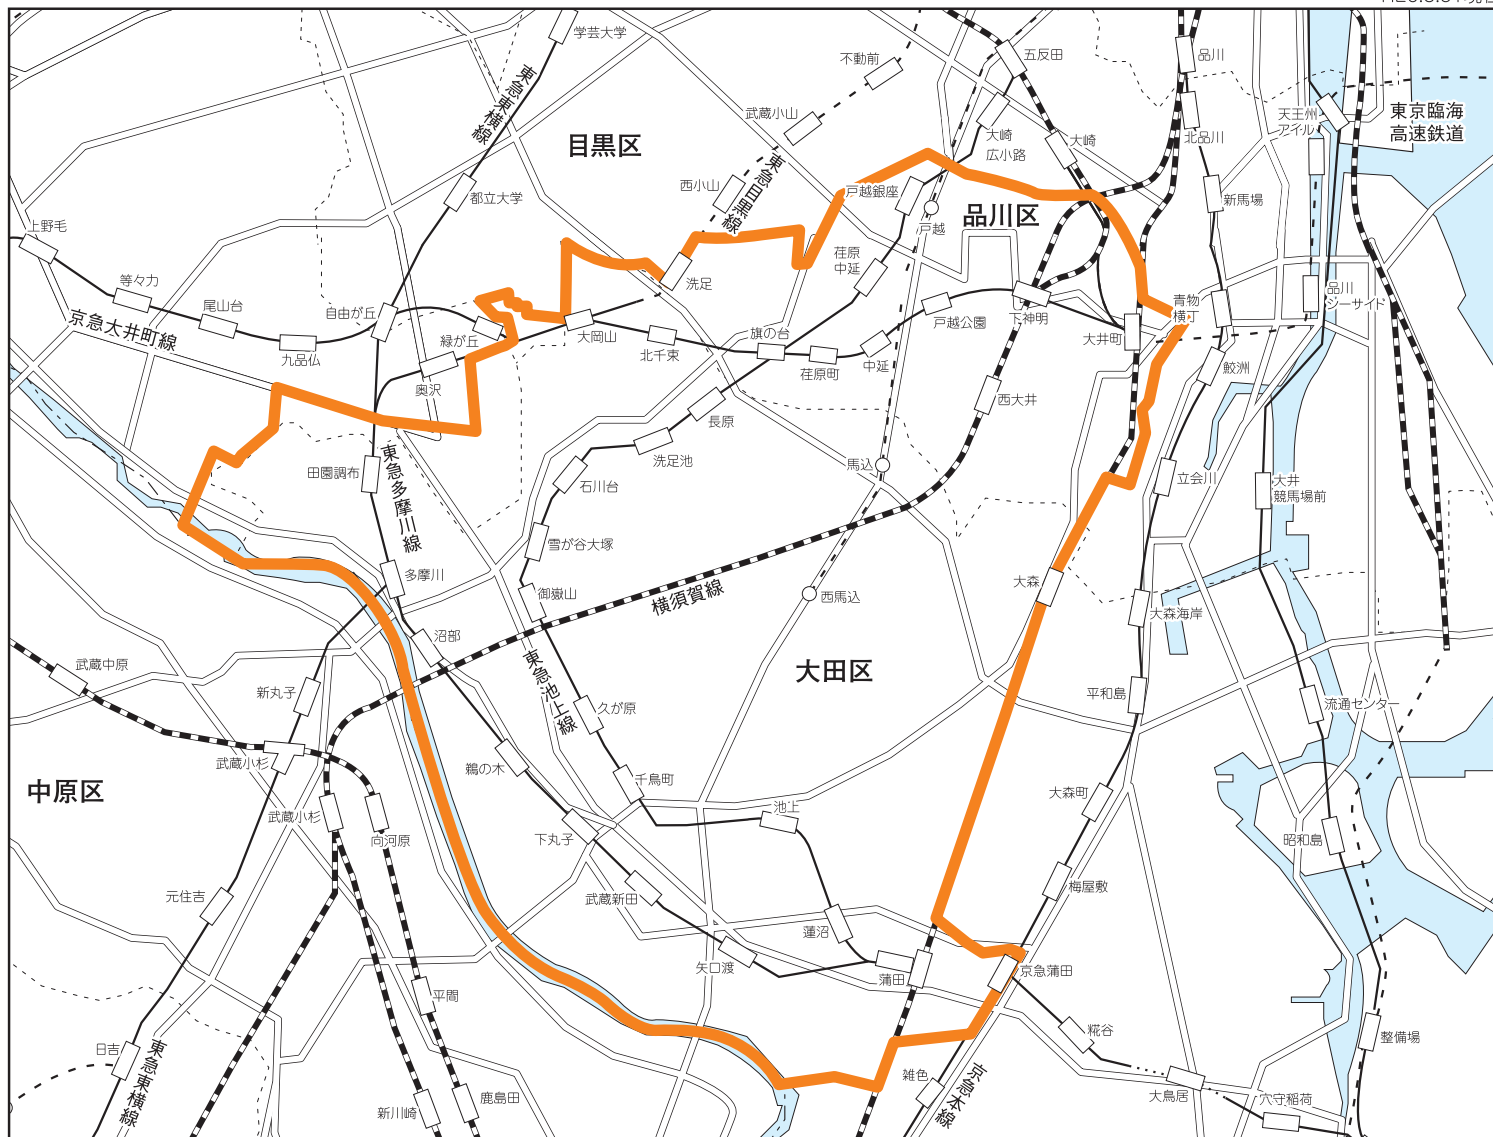 学芸大学
東急東横線
不動前
五反田
品川
武蔵小山
目黒区
大崎
広小路
大崎
北品川
天王州
アイル
東京臨海
高速鉄道
西小山
東急目黒線
戸越銀座
都立大学
新馬場
品川区
戸越
上野毛
荏原
中延
洗足
等々力
尾山台
自由が丘
京急大井町線
青物
横丁
品川
シーサイド
戸越公園
下神明
旗の台
緑が丘
大岡山
大井町
九品仏
北千束
荏原町
中延
鮫洲
奥沢
西大井
長原
洗足池
馬込
立会川
大井
競馬場前
田園調布
石川台
東急多摩川線
雪が谷大塚
多摩川
大森
御嶽山
横須賀線
西馬込
大森海岸
沼部
武蔵中原
東急池上線
大田区
新丸子
平和島
流通センター
久が原
武蔵小杉
鵜の木
千鳥町
中原区
大森町
武蔵小杉
向河原
池上
下丸子
昭和島
元住吉
武蔵新田
梅屋敷
蓮沼
矢口渡
蒲田
京急蒲田
平間
糀谷
整備場
日吉
東急東横線
雑色
京急本線
新川崎
鹿島田
大鳥居
穴守稲荷